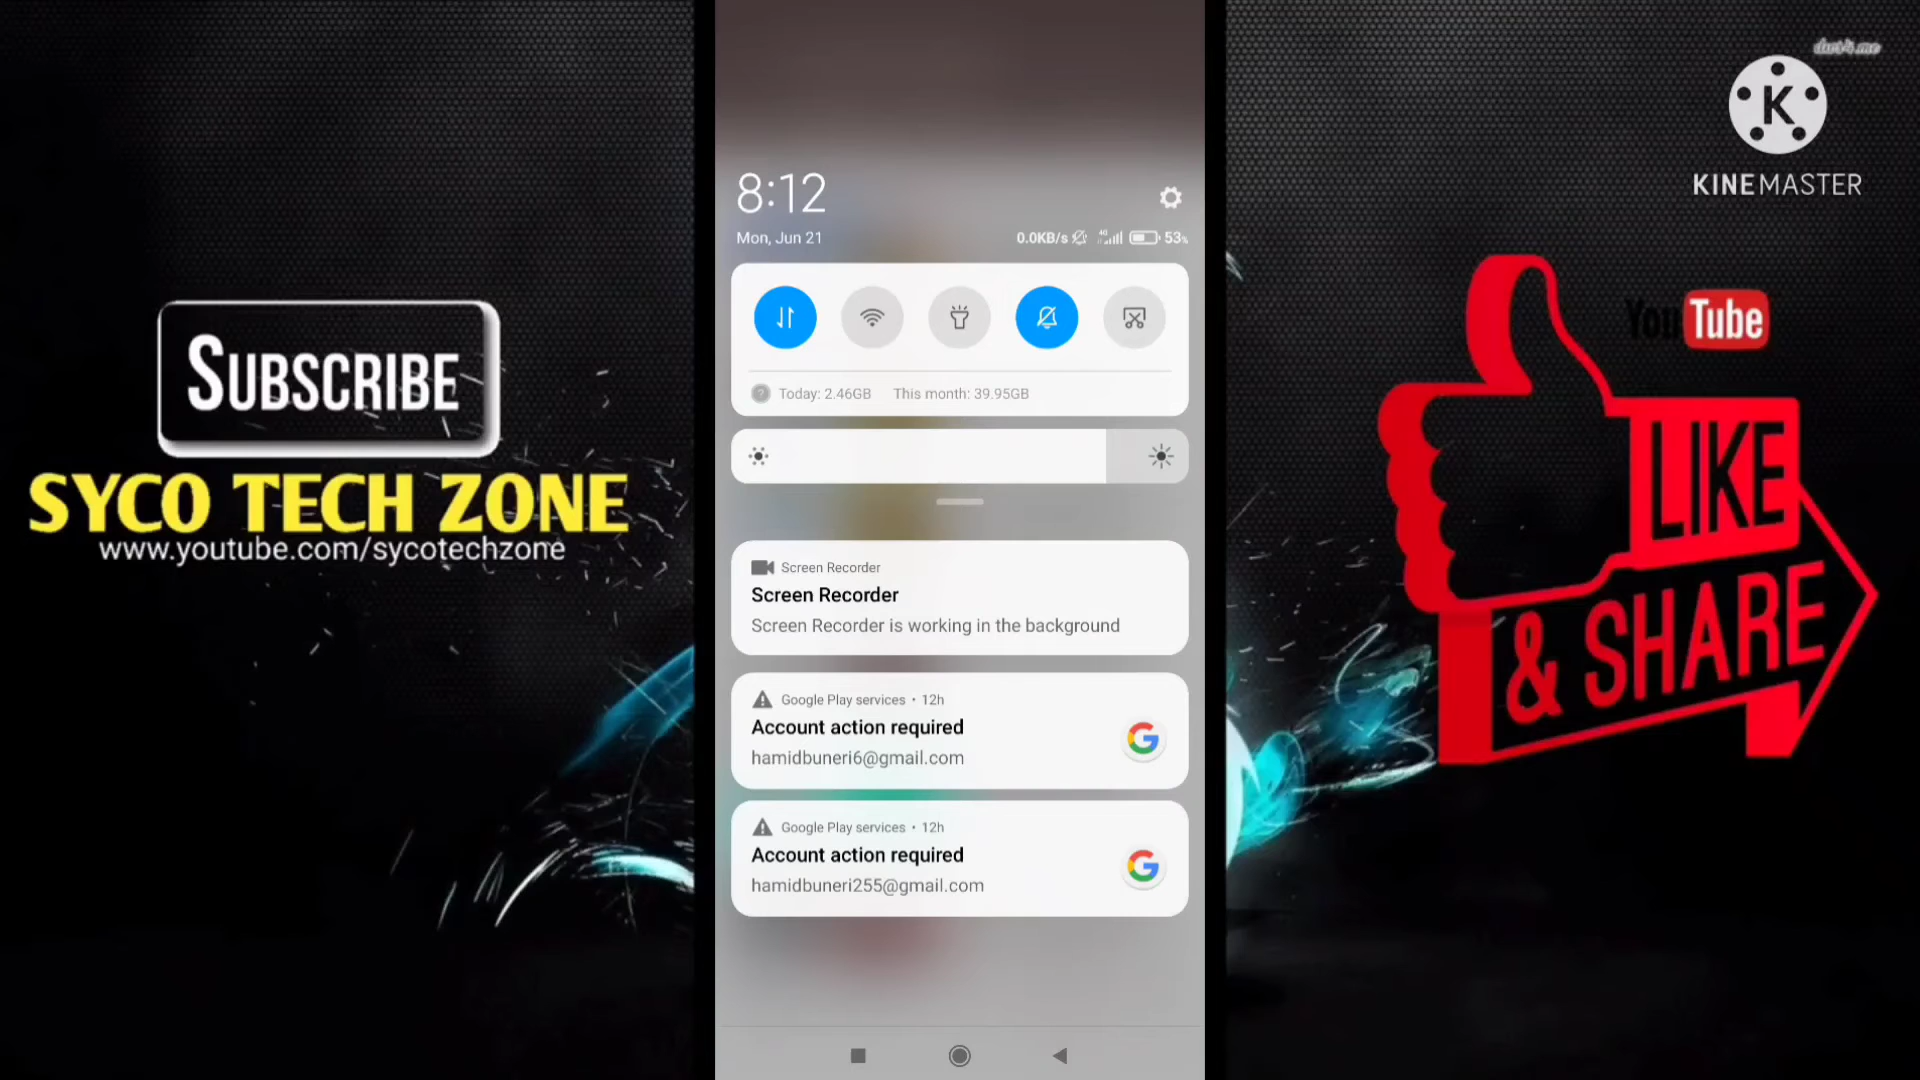 KINEMASTER
SUBSCRIBE
SYCO TECH ZONE
www.youtube.com/sycotechzone
8:12
Mon, Jun 21
0.0KB/s 4G 53%
Today: 2.46GB This month: 39.95GB
Screen Recorder
Screen Recorder
Screen Recorder is working in the background
Google Play services • 12h
Account action required
hamidbuneri6@gmail.com
Google Play services • 12h
Account action required
hamidbuneri255@gmail.com
YouTube
LIKE
& SHARE